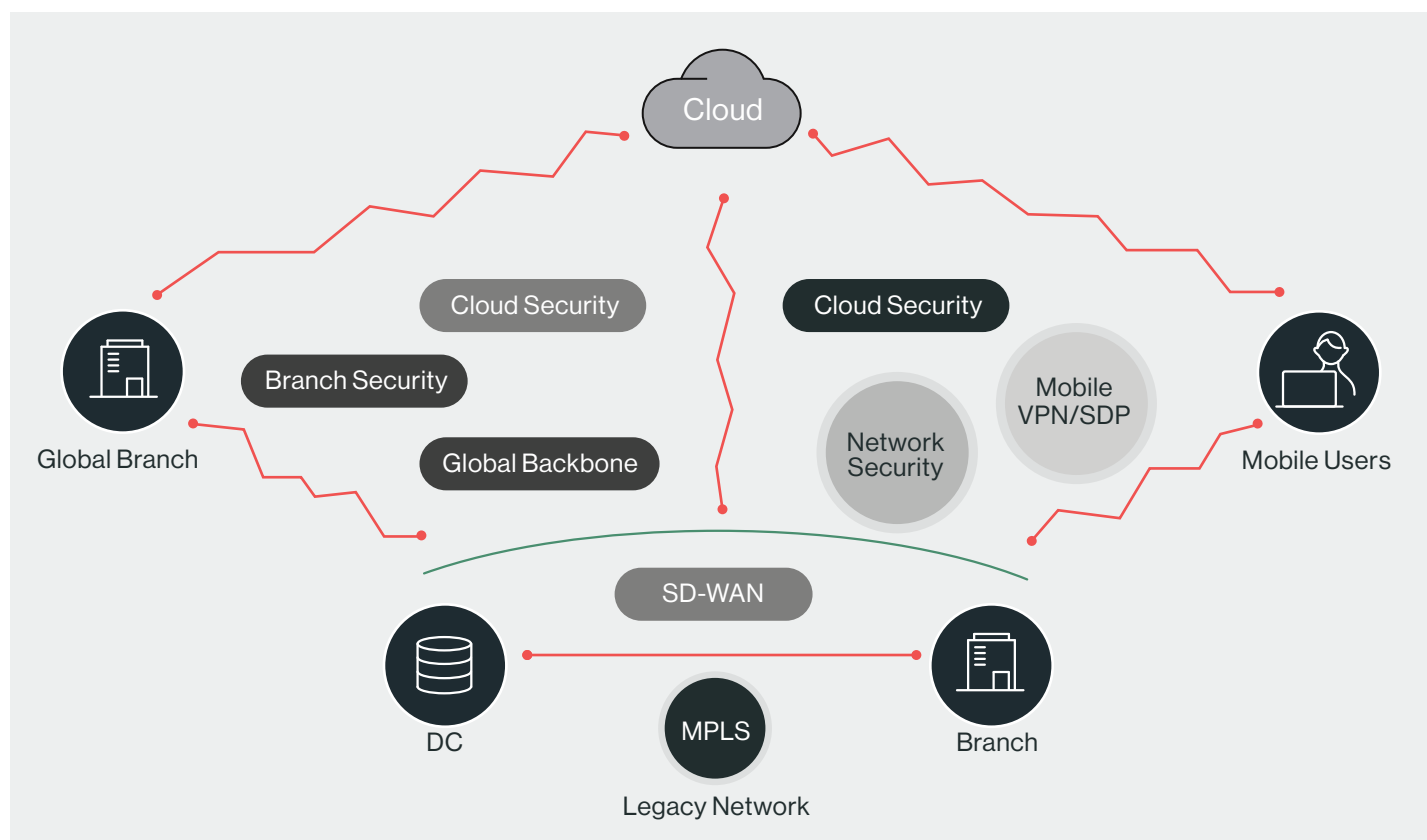 Cloud
Cloud Security
Cloud Security
Branch Security
Mobile
VPN/SDP
Network
Security
Global Backbone
Global Branch
Mobile Users
SD-WAN
MPLS
DC
Branch
Legacy Network